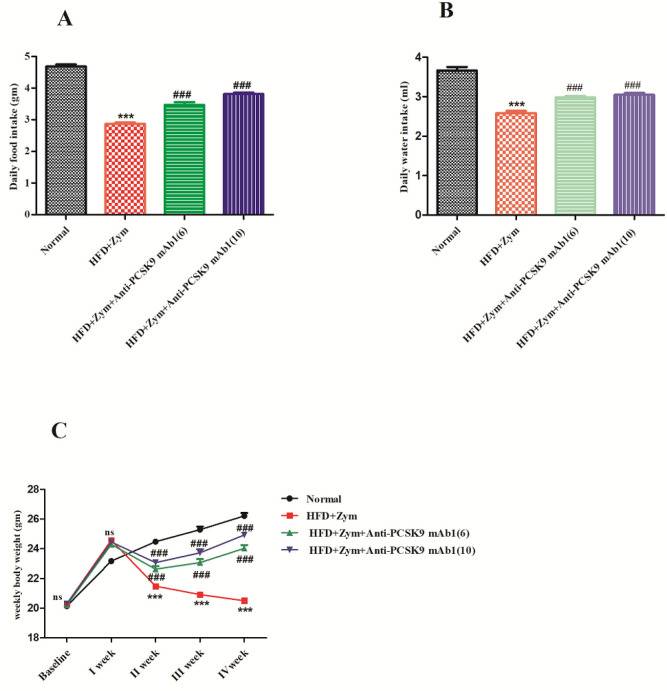 A
Daily food intake (gm)
5
4
3
2
1
0
***
###
###
Normal
HFD+Zym
HFD+Zym+Anti-PCSK9 mAb1(6)
HFD+Zym+Anti-PCSK9 mAb1(10)
B
Daily water intake (ml)
4
3
2
1
0
***
###
###
Normal
HFD+Zym
HFD+Zym+Anti-PCSK9 mAb1(6)
HFD+Zym+Anti-PCSK9 mAb1(10)
C
weekly body weight (gm)
28
26
24
22
20
18
ns
ns
###
###
###
###
###
###
***
***
***
Baseline
I week
II week
III week
IVweek
Normal
HFD+Zym
HFD+Zym+Anti-PCSK9 mAb1(6)
HFD+Zym+Anti-PCSK9 mAb1(10)